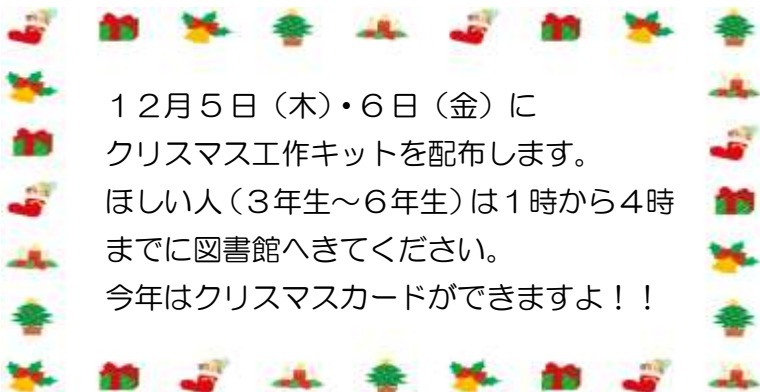 １２月５日（木）・６日（金）に
クリスマス工作キットを配布します。
ほしい人（３年生～６年生）は１時から４時
までに図書館へきてください。
今年はクリスマスカードができますよ！！